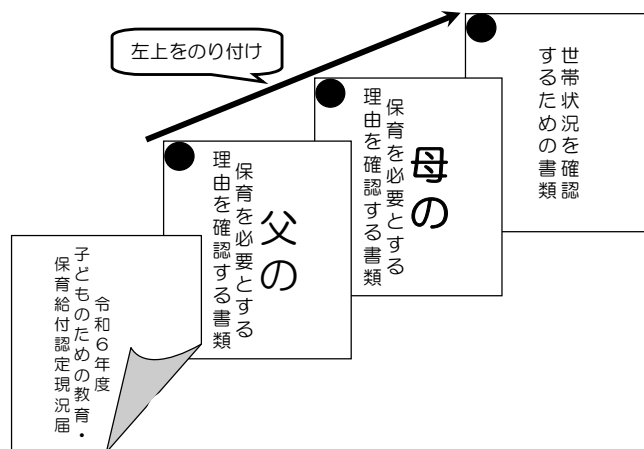 左上をのり付け
令和６年度
子どものための教育・
保育給付認定現況届
父の
保育を必要とする
理由を確認する書類
母の
保育を必要とする
理由を確認する書類
世帯状況を確認
するための書類